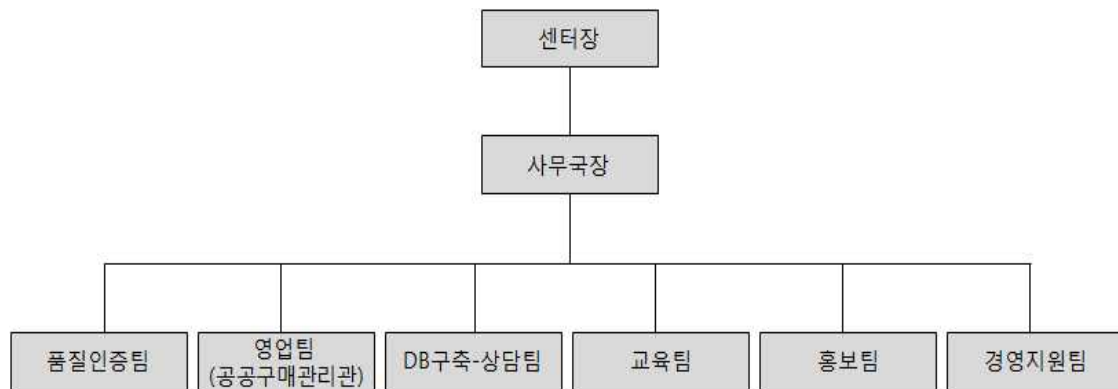 센터장
사무국장
품질인증팀
영업팀
(공공구매관리관)
DB구축-상담팀
교육팀
홍보팀
경영지원팀